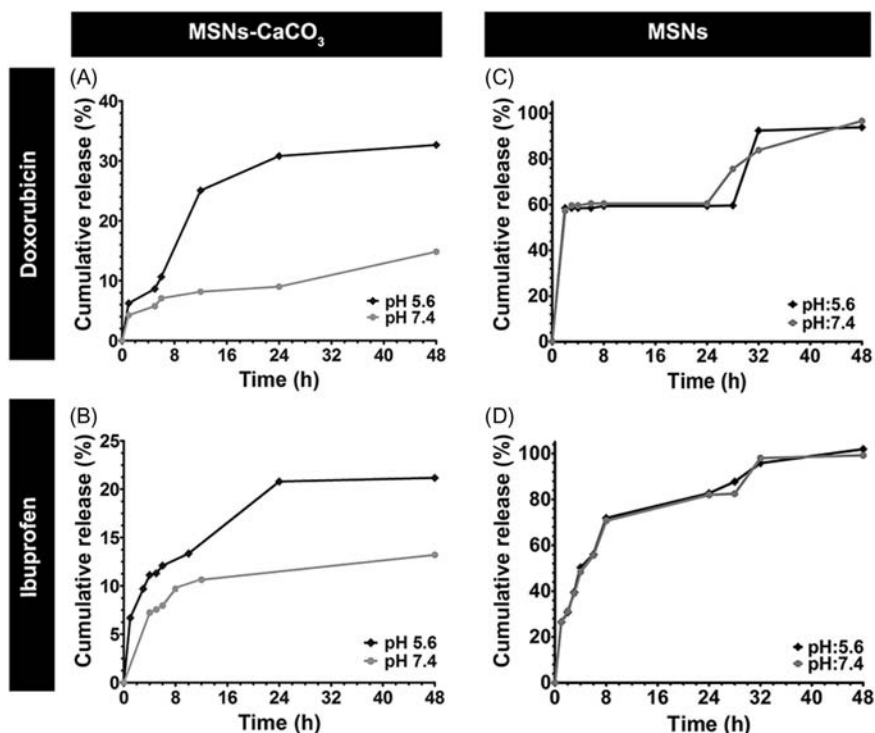 MSNs-CaCO₃
MSNs
Doxorubicin
Ibuprofen
(A)
Cumulative release (%)
40
30
20
10
0
0 8 16 24 32 40 48
Time (h)
pH 5.6
pH 7.4
(C)
Cumulative release (%)
100
80
60
40
20
0
0 8 16 24 32 40 48
Time (h)
pH:5.6
pH:7.4
(B)
Cumulative release (%)
25
20
15
10
5
0
0 8 16 24 32 40 48
Time (h)
pH 5.6
pH 7.4
(D)
Cumulative release (%)
100
80
60
40
20
0
0 8 16 24 32 40 48
Time (h)
pH:5.6
pH:7.4